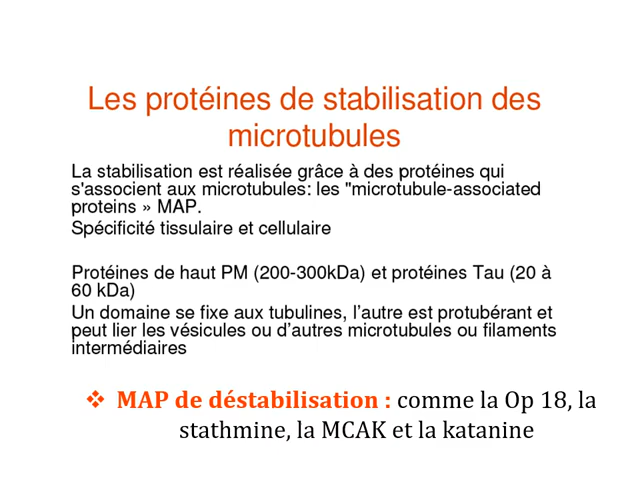 Les protéines de stabilisation des
microtubules
La stabilisation est réalisée grâce à des protéines qui
s'associent aux microtubules: les "microtubule-associated
proteins » MAP.
Spécificité tissulaire et cellulaire
Protéines de haut PM (200-300kDa) et protéines Tau (20 à
60 kDa)
Un domaine se fixe aux tubulines, l'autre est protubérant et
peut lier les vésicules ou d'autres microtubules ou filaments
intermédiaires
❖ MAP de déstabilisation : comme la Op 18, la
stathmine, la MCAK et la katanine